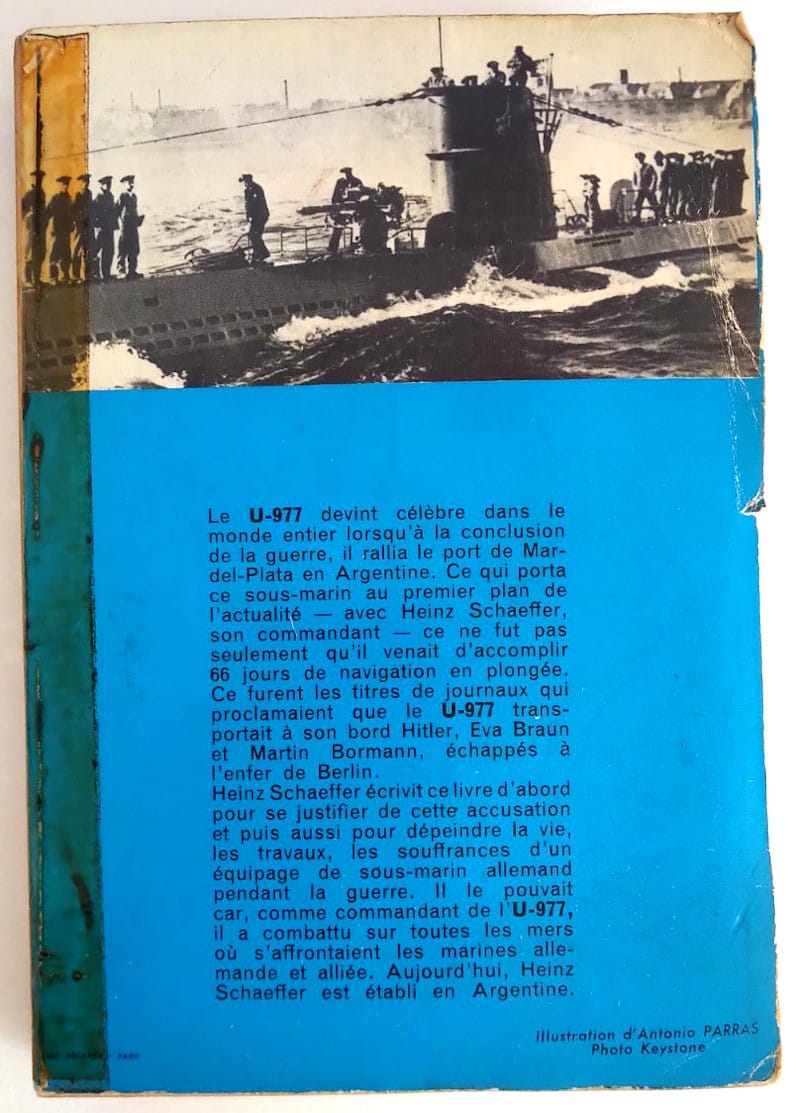 Le U-977 devint célèbre dans le
monde entier lorsqu'à la conclusion
de la guerre, il rallia le port de Mar-
del-Plata en Argentine. Ce qui porta
ce sous-marin au premier plan de
l'actualité — avec Heinz Schaeffer,
son commandant — ce ne fut pas
seulement qu'il venait d'accomplir
66 jours de navigation en plongée.
Ce furent les titres de journaux qui
proclamaient que le U-977 trans-
portait à son bord Hitler, Eva Braun
et Martin Bormann, échappés à
l'enfer de Berlin.
Heinz Schaeffer écrivit ce livre d'abord
pour se justifier de cette accusation
et puis aussi pour dépeindre la vie,
les travaux, les souffrances d'un
équipage de sous-marin allemand
pendant la guerre. Il le pouvait
car, comme commandant de l'U-977,
il a combattu sur toutes les mers
où s'affrontaient les marines alle-
mande et alliée. Aujourd'hui, Heinz
Schaeffer est établi en Argentine.
Illustration d'Antonio PARRAS
Photo Keystone
PARIS